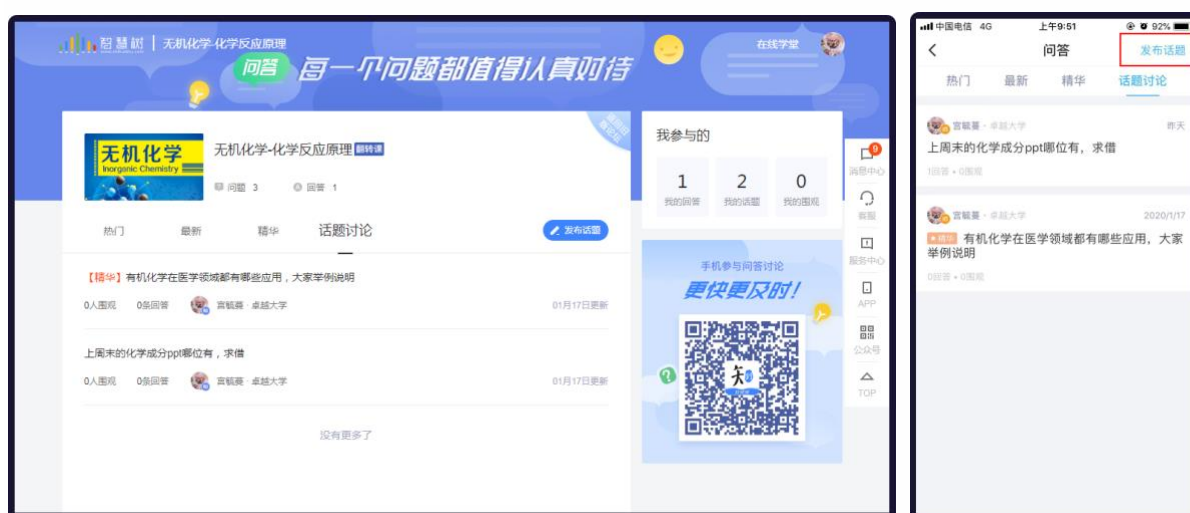 智慧树 | 无机化学-化学反应原理
问答 每一个问题都值得认真对待
在线学堂
无机化学
Inorganic Chemistry
无机化学-化学反应原理 翻转课
问题 3 回答 1
热门 最新 精华 话题讨论 发布话题
【精华】有机化学在医学领域都有哪些应用，大家举例说明
0人围观 0条回答 宫毓蔓 · 卓越大学 01月17日更新
上周末的化学成分ppt哪位有，求借
0人围观 0条回答 宫毓蔓 · 卓越大学 01月17日更新
没有更多了
我参与的
1 2 0
我的回答 我的话题 我的围观
手机参与问答讨论
更快更及时！
知
9
消息中心
客服
服务中心
APP
公众号
TOP
中国电信 4G 上午9:51 92%
问答 发布话题
热门 最新 精华 话题讨论
宫毓蔓 · 卓越大学 昨天
上周末的化学成分ppt哪位有，求借
1回答 • 0围观
宫毓蔓 · 卓越大学 2020/1/17
精华 有机化学在医学领域都有哪些应用，大家
举例说明
0回答 • 0围观